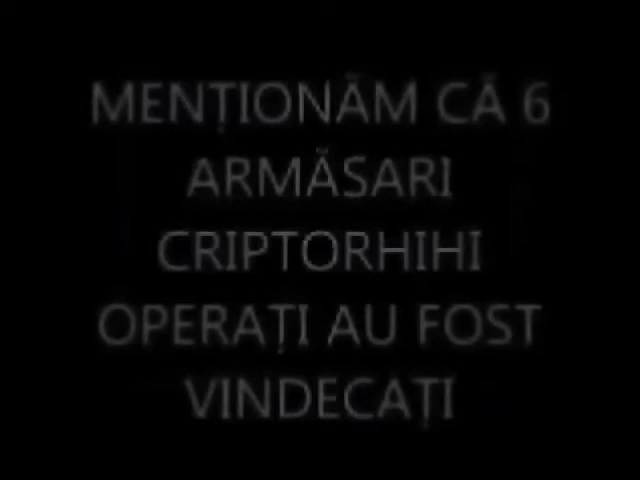 MENȚIONĂM CĂ 6
ARMĂSARI
CRIPTORHIHI
OPERAȚI AU FOST
VINDECAȚI